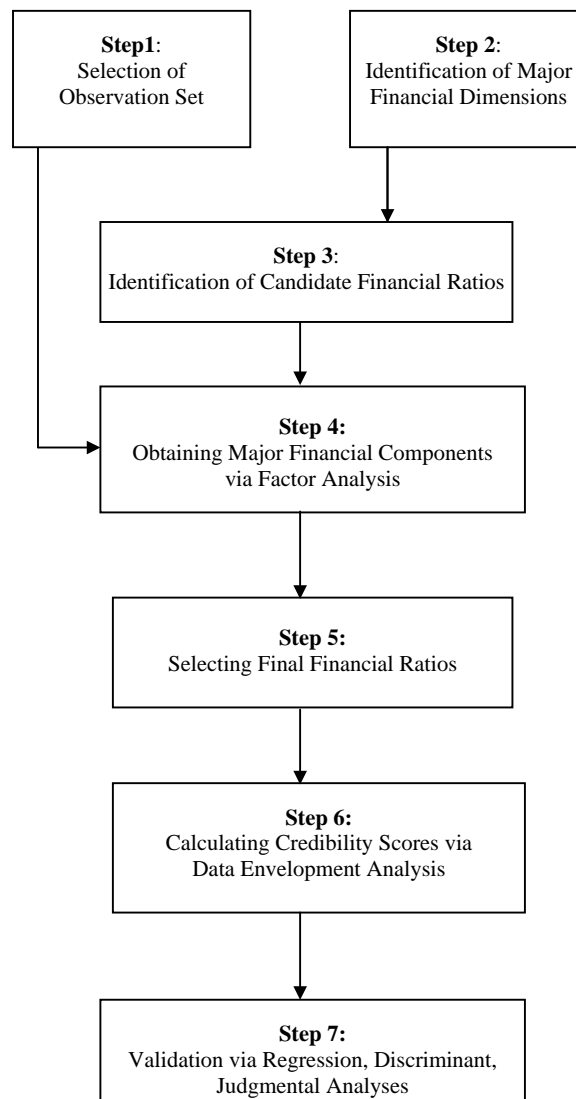 Step1:
Selection of
Observation Set
Step 2:
Identification of Major
Financial Dimensions
Step 3:
Identification of Candidate Financial Ratios
Step 4:
Obtaining Major Financial Components
via Factor Analysis
Step 5:
Selecting Final Financial Ratios
Step 6:
Calculating Credibility Scores via
Data Envelopment Analysis
Step 7:
Validation via Regression, Discriminant,
Judgmental Analyses